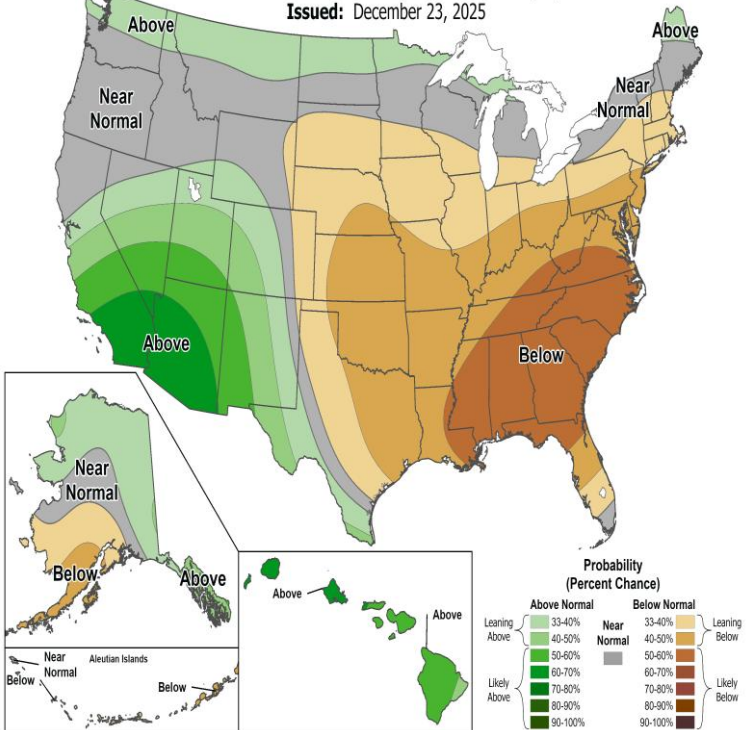 Issued: December 23, 2025
Above
Above
Near
Normal
Near
Normal
Above
Below
Near
Normal
Below
Above
Above
Above
Aleutian Islands
Near
Normal
Below
Below
Probability
(Percent Chance)
Above Normal
Below Normal
Leaning
Above
33-40%
40-50%
Near
Normal
33-40%
40-50%
Leaning
Below
Likely
Above
50-60%
60-70%
70-80%
80-90%
90-100%
50-60%
60-70%
70-80%
80-90%
90-100%
Likely
Below